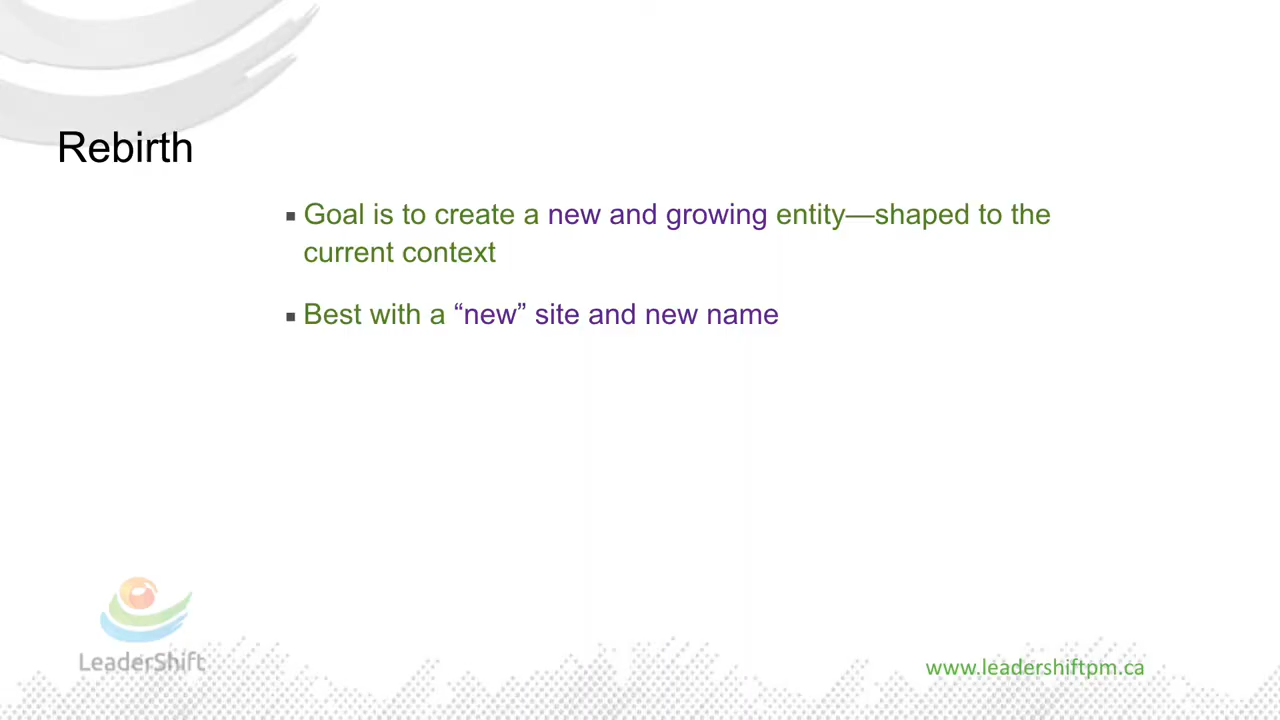 Rebirth
Goal is to create a new and growing entity—shaped to the
current context
Best with a “new” site and new name
LeaderShift
www.leadershiftpm.ca